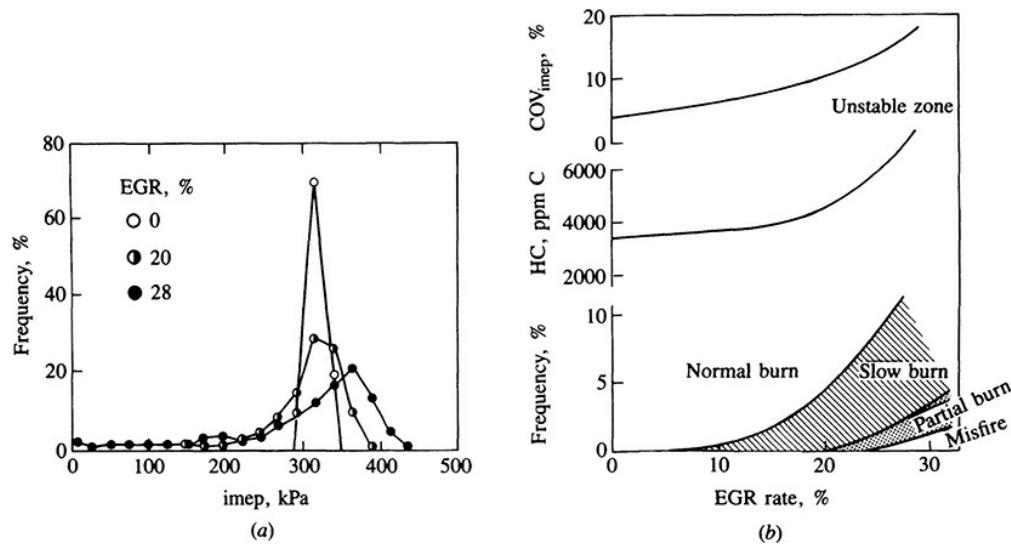 80
60
40
20
0
Frequency, %
EGR, %
0
20
28
0
100
200
300
400
500
imep, kPa
(a)
20
10
0
COV_imep, %
Unstable zone
6000
4000
2000
HC, ppm C
10
5
0
Frequency, %
Normal burn
Slow burn
Partial burn
Misfire
0
10
20
30
EGR rate, %
(b)